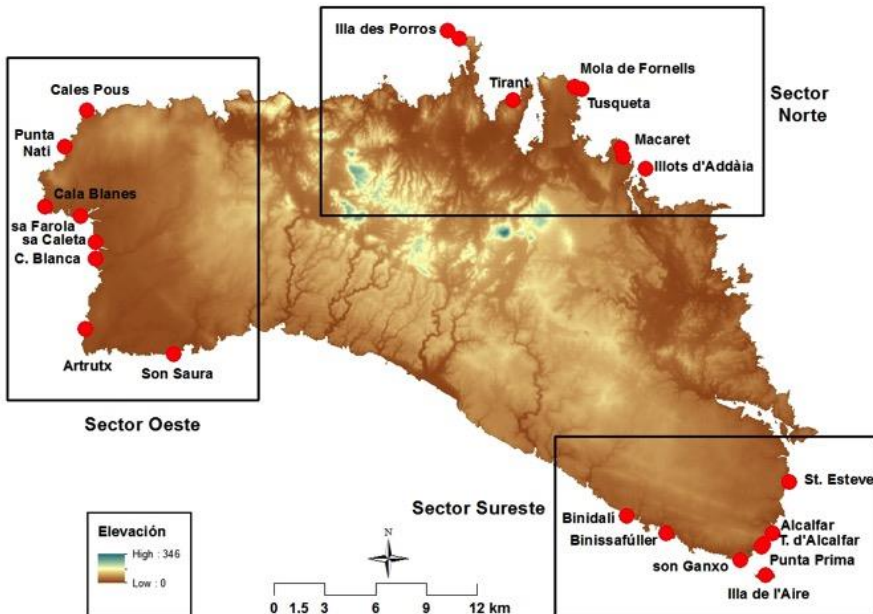 Illa des Porros
Cales Pous
Mola de Fornells
Tirant
Tusqueta
Sector
Norte
Punta
Nati
Macaret
Illots d'Addàia
Cala Blanes
sa Farola
sa Caleta
C. Blanca
Artrutx
Son Saura
Sector Oeste
St. Esteve
Sector Sureste
Binidalí
Alcalfar
Binissafúller
T. d'Alcalfar
son Ganxo
Punta Prima
Illa de l'Aire
Elevación
High : 346
Low : 0
N
0 1.5 3 6 9 12 km